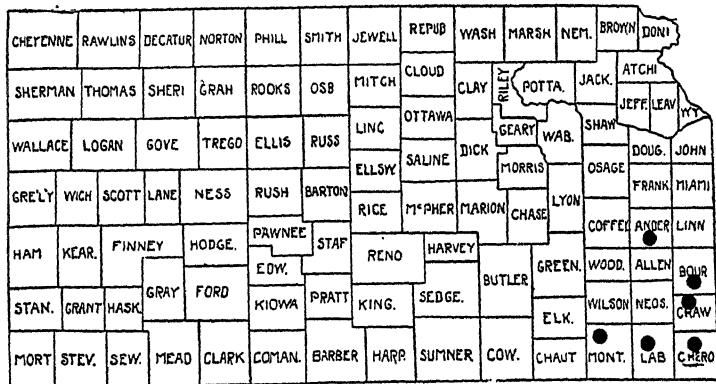 CHEYENNE RAWLINS DECATUR NORTON PHILL SMITH JEWELL REPUB WASH MARSH NEM. BROWN DONI
SHERMAN THOMAS SHERI GRAH ROOKS OSB MITCH CLOUD CLAY RILEY POTTA. JACK. ATCHI
JEFF. LEAV WY
WALLACE LOGAN GOVE TREGO ELLIS RUSS LINC OTTAWA DICK GEARY WAB. SHAW DOUG. JOHN
ELLSW SALINE MORRIS OSAGE
GRE'LY WICH SCOTT LANE NESS RUSH BARTON RICE McPHER MARION CHASE LYON FRANK MIAMI
HAM KEAR. FINNEY HODGE. PAWNEE STAF RENO HARVEY BUTLER GREEN. COFFEY ANDER LINN
EDW. WOOD. ALLEN BOUR
STAN. GRANT HASK. GRAY FORD KIOWA PRATT KING. SEDGE. ELK. WILSON NEOS. CRAW
MORT STEV. SEW. MEAD CLARK COMAN. BARBER HARP. SUMNER COW. CHAUT MONT. LAB CHERO